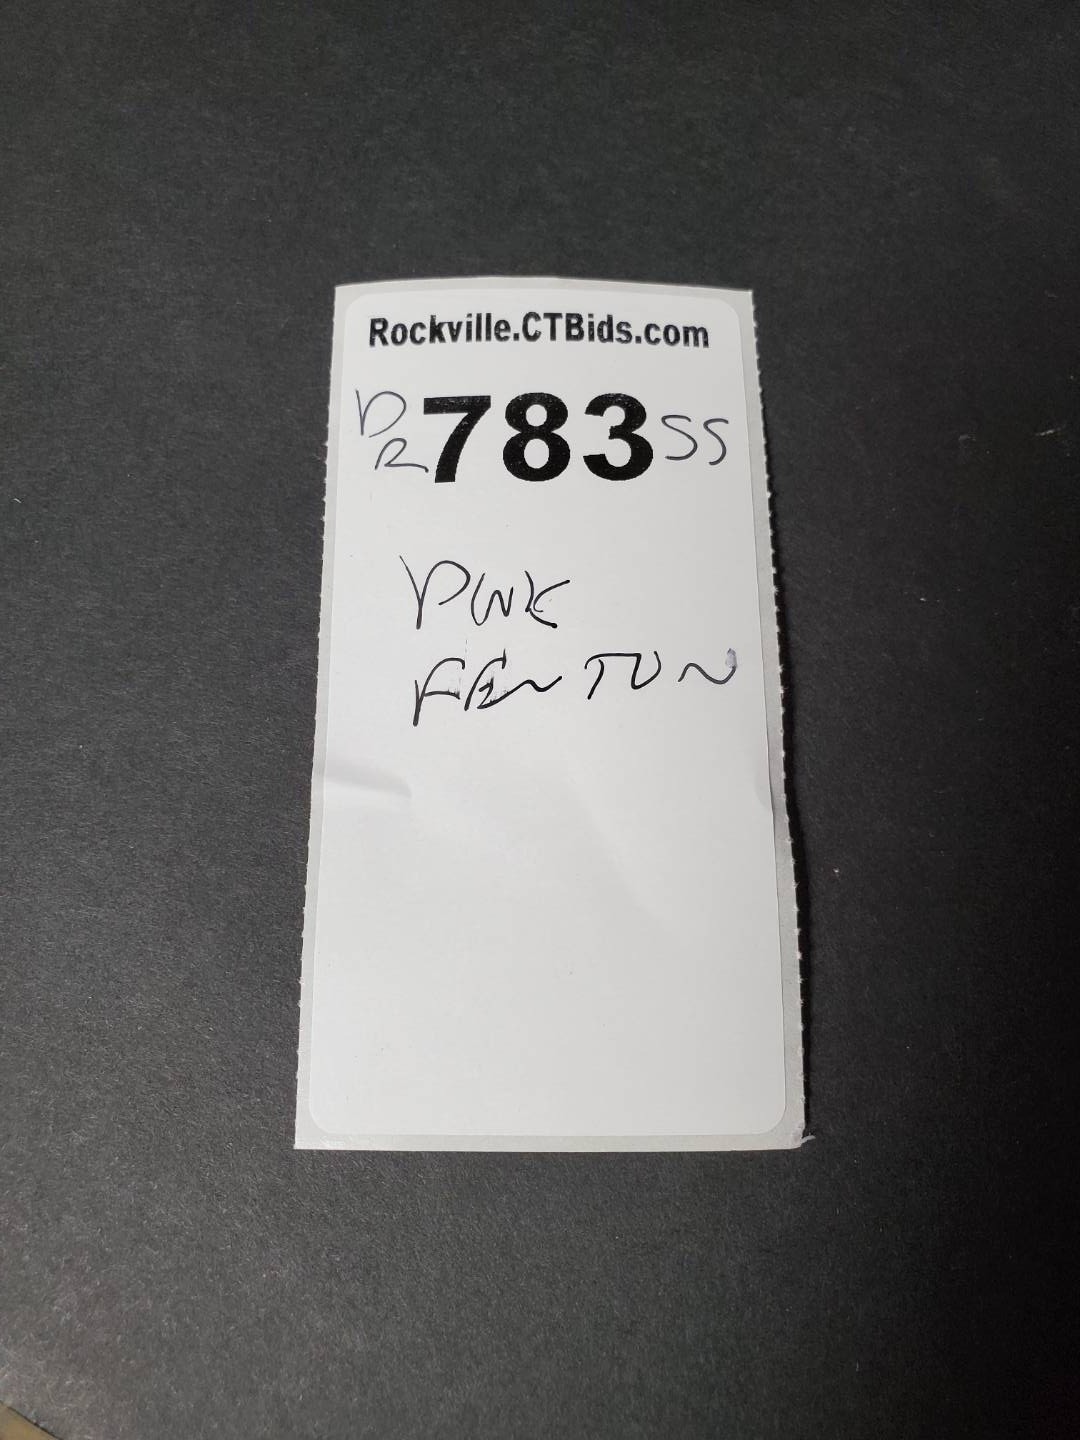 Rockville.CTBids.com
DR 783 SS
PINK
FENTON